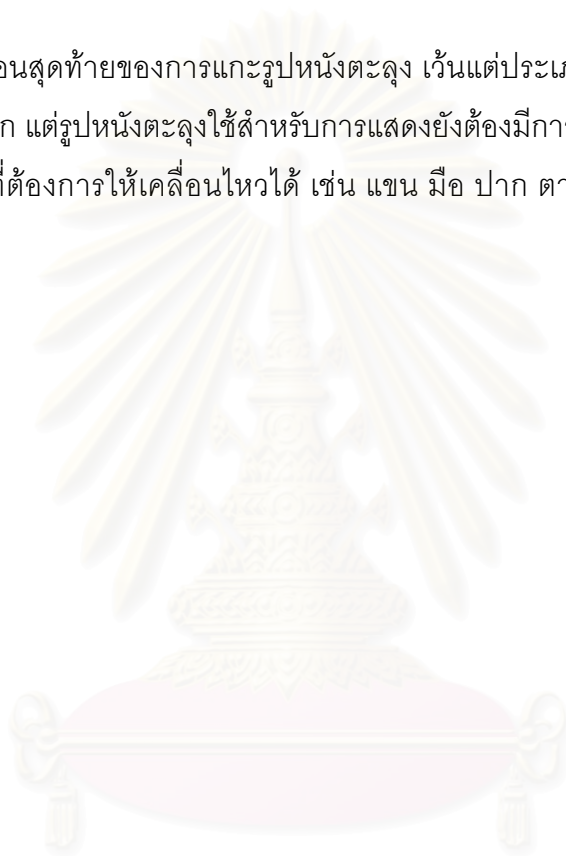 อนสุดท้ายของการแกะรูปหนังตะลุง เว้นแต่ประเภ
ก แต่รูปหนังตะลุงใช้สำหรับการแสดงยังต้องมีกา
ที่ต้องการให้เคลื่อนไหวได้ เช่น แขน มือ ปาก ตา